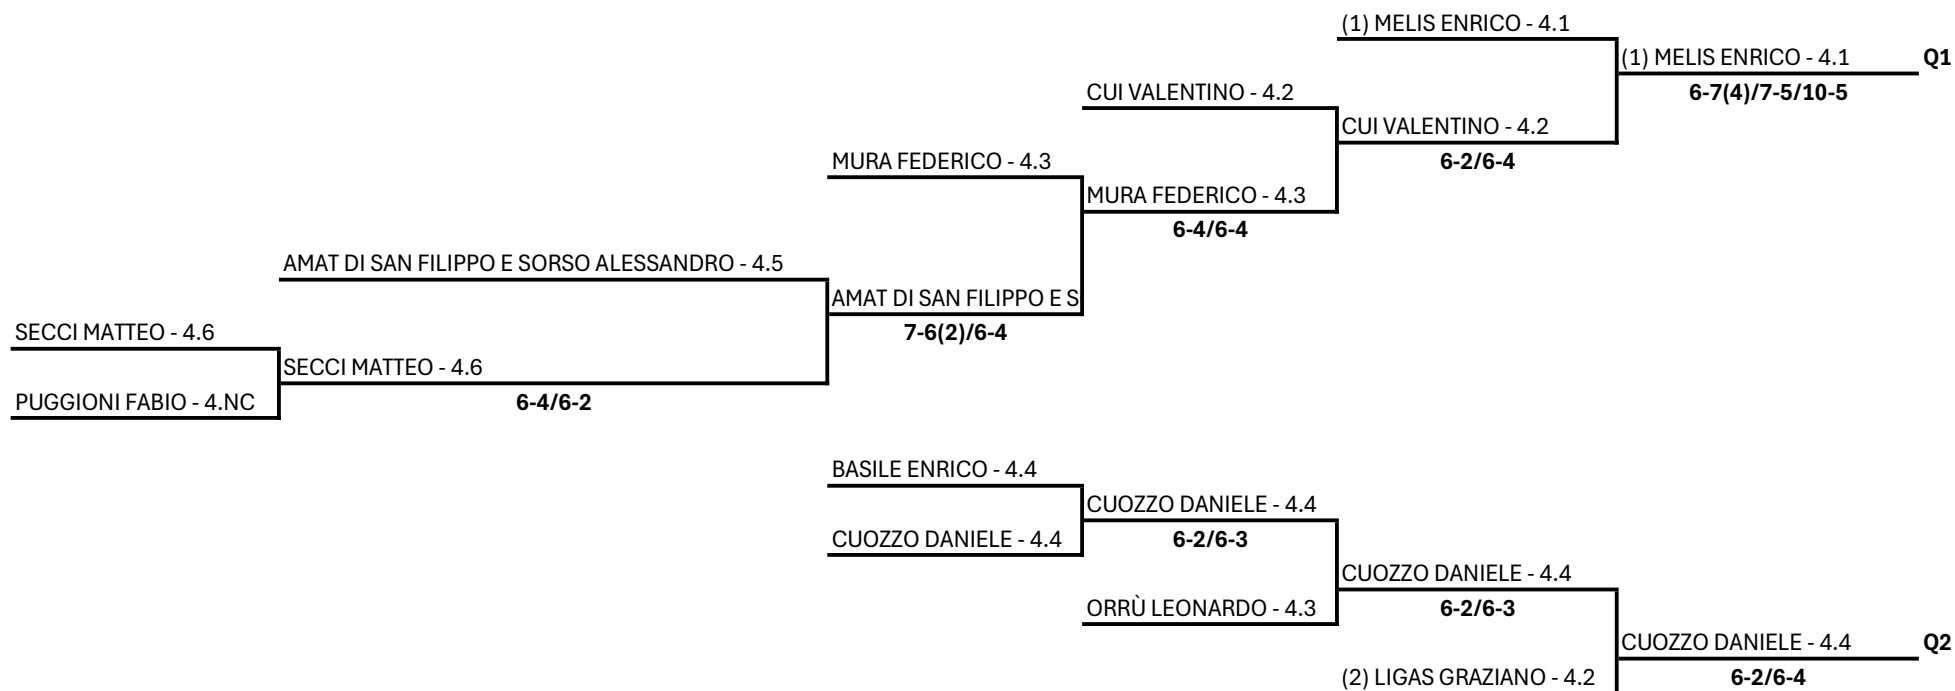 (1) MELIS ENRICO - 4.1
(1) MELIS ENRICO - 4.1 Q1
CUI VALENTINO - 4.2
6-7(4)/7-5/10-5
CUI VALENTINO - 4.2
MURA FEDERICO - 4.3
6-2/6-4
MURA FEDERICO - 4.3
6-4/6-4
AMAT DI SAN FILIPPO E SORSO ALESSANDRO - 4.5
AMAT DI SAN FILIPPO E S
SECCI MATTEO - 4.6
7-6(2)/6-4
SECCI MATTEO - 4.6
PUGGIONI FABIO - 4.NC
6-4/6-2
BASILE ENRICO - 4.4
CUOZZO DANIELE - 4.4
CUOZZO DANIELE - 4.4
6-2/6-3
CUOZZO DANIELE - 4.4
ORRÙ LEONARDO - 4.3
6-2/6-3
CUOZZO DANIELE - 4.4 Q2
(2) LIGAS GRAZIANO - 4.2
6-2/6-4